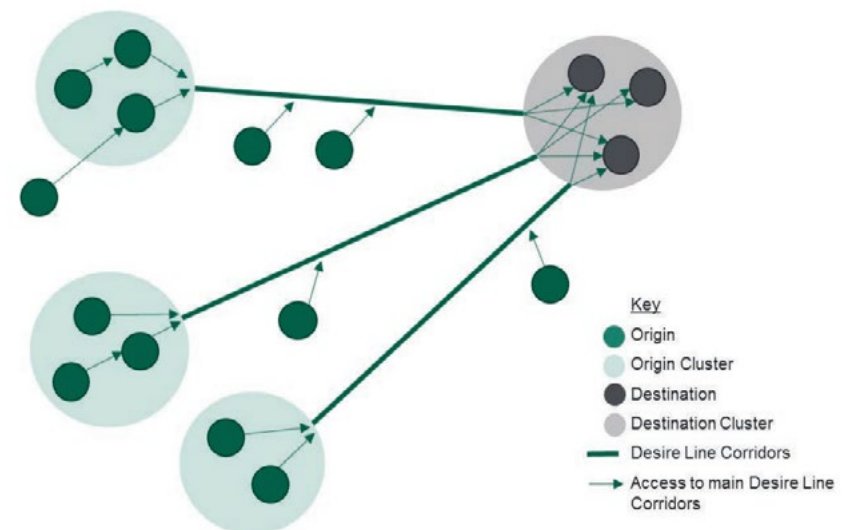 Key
Origin
Origin Cluster
Destination
Destination Cluster
Desire Line Corridors
Access to main Desire Line
Corridors